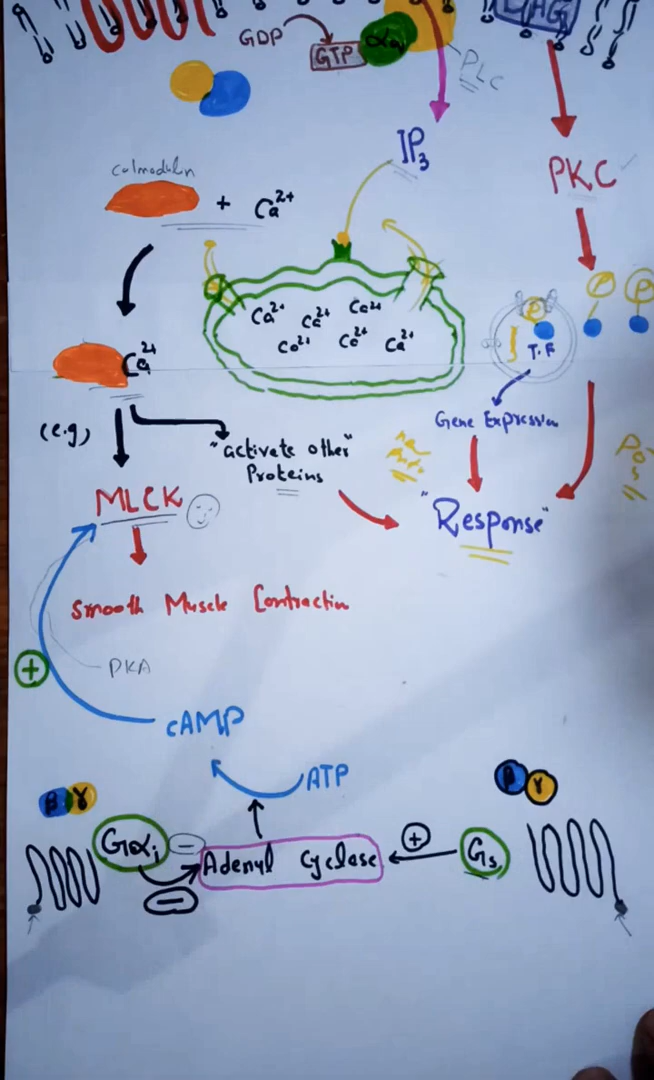 DAG
GDP
GTP
αq
PLC
IP3
PKC
calmodulin
+ Ca2+
P
P
P
Ca2+ Ca2+ Ca2+
Ca2+ Ca2+ Ca2+
T.F
Ca2+
Gene Expression
(e.g)
"activate other"
Proteins
"Response"
MLCK
Smooth Muscle Contraction
+
PKA
cAMP
ATP
β γ
β γ
Gαi
−
Adenyl Cyclase
+
Gs
−